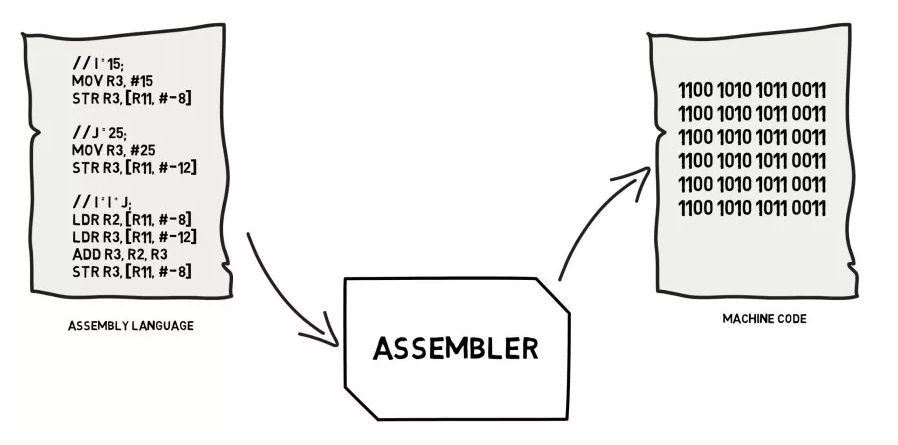 //I=15;
MOV R3, #15
STR R3, [R11, #-8]
//J=25;
MOV R3, #25
STR R3, [R11, #-12]
//I=I*J;
LDR R2, [R11, #-8]
LDR R3, [R11, #-12]
ADD R3, R2, R3
STR R3, [R11, #-8]
ASSEMBLY LANGUAGE
ASSEMBLER
1100 1010 1011 0011
1100 1010 1011 0011
1100 1010 1011 0011
1100 1010 1011 0011
1100 1010 1011 0011
1100 1010 1011 0011
MACHINE CODE